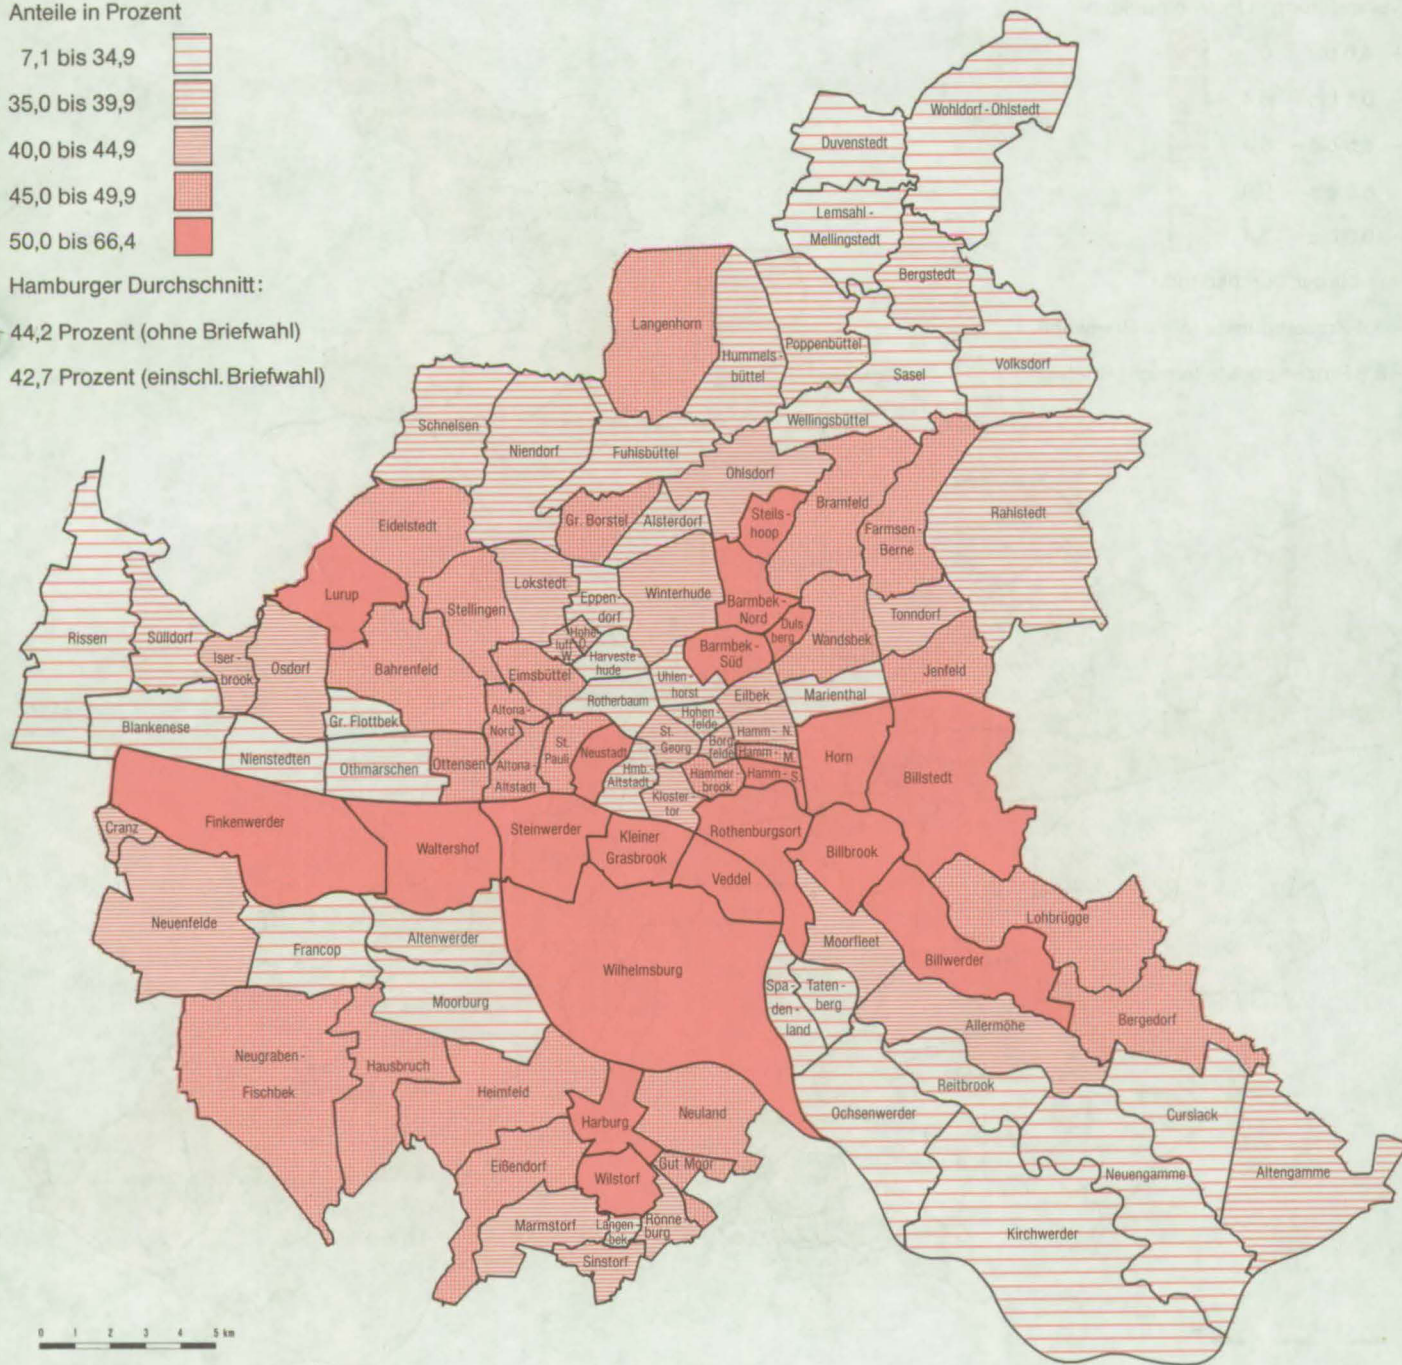 Anteile in Prozent
7,1 bis 34,9
35,0 bis 39,9
40,0 bis 44,9
45,0 bis 49,9
50,0 bis 66,4
Hamburger Durchschnitt:
44,2 Prozent (ohne Briefwahl)
42,7 Prozent (einschl. Briefwahl)
Wohldorf-Ohlstedt
Duvenstedt
Lemsahl-
Mellingstedt
Bergstedt
Langenhorn
Hummels-
büttel
Poppenbüttel
Sasel
Volksdorf
Schnelsen
Niendorf
Fuhlsbüttel
Wellingsbüttel
Ohlsdorf
Eidelstedt
Gr. Borstel
Alsterdorf
Steils-
hoop
Bramfeld
Farmsen-
Berne
Rahlstedt
Lurup
Stellingen
Lokstedt
Eppen-
dorf
Winterhude
Barmbek-
Nord
Duls
berg
Wandsbek
Tonndorf
Rissen
Sülldorf
Iser-
brook
Osdorf
Bahrenfeld
Eimsbüttel
Hohe-
luft
O.
W.
Harveste-
hude
Barmbek-
Süd
Jenfeld
Uhlen-
horst
Eilbek
Marienthal
Rotherbaum
Blankenese
Gr. Flottbek
Altona-
Nord
Hohen-
felde
St.
Georg
Borg
felde
Hamm- N.
Hamm- M.
Hamm- S.
Horn
Billstedt
Nienstedten
Othmarschen
Ottensen
Altona-
Altstadt
St.
Pauli
Neustadt
Hmb.-
Altstadt
Hammer-
brook
Kloster-
tor
Cranz
Finkenwerder
Waltershof
Steinwerder
Kleiner
Grasbrook
Rothenburgsort
Billbrook
Veddel
Neuenfelde
Francop
Altenwerder
Moorburg
Wilhelmsburg
Moorfleet
Lohbrügge
Billwerder
Spa-
den-
land
Taten-
berg
Allermöhe
Bergedorf
Neugraben-
Fischbek
Hausbruch
Heimfeld
Harburg
Neuland
Reitbrook
Ochsenwerder
Curslack
Eißendorf
Wilstorf
Gut Moor
Neuengamme
Altengamme
Marmstorf
Langen-
bek
Rönne
burg
Sinstorf
Kirchwerder
0 1 2 3 4 5 km